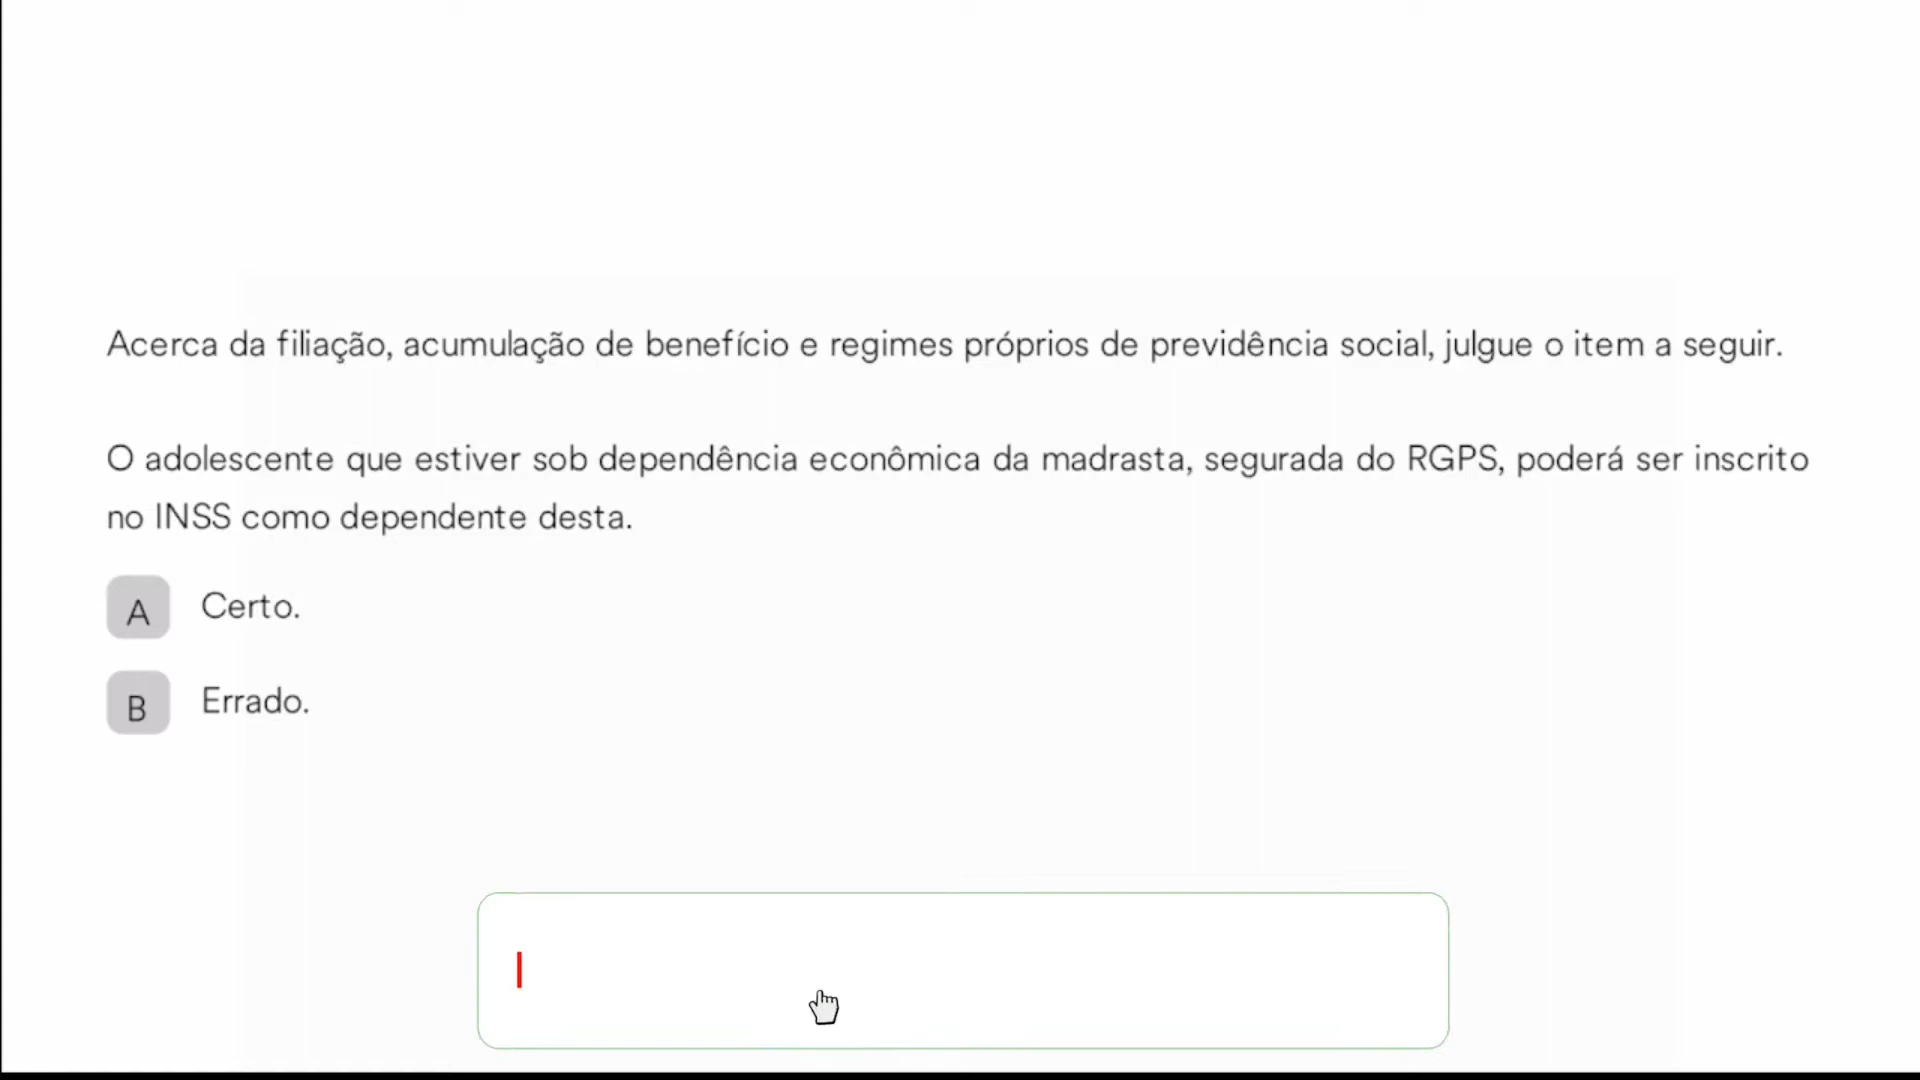 Acerca da filiação, acumulação de benefício e regimes próprios de previdência social, julgue o item a seguir.
O adolescente que estiver sob dependência econômica da madrasta, segurada do RGPS, poderá ser inscrito
no INSS como dependente desta.
A Certo.
B Errado.